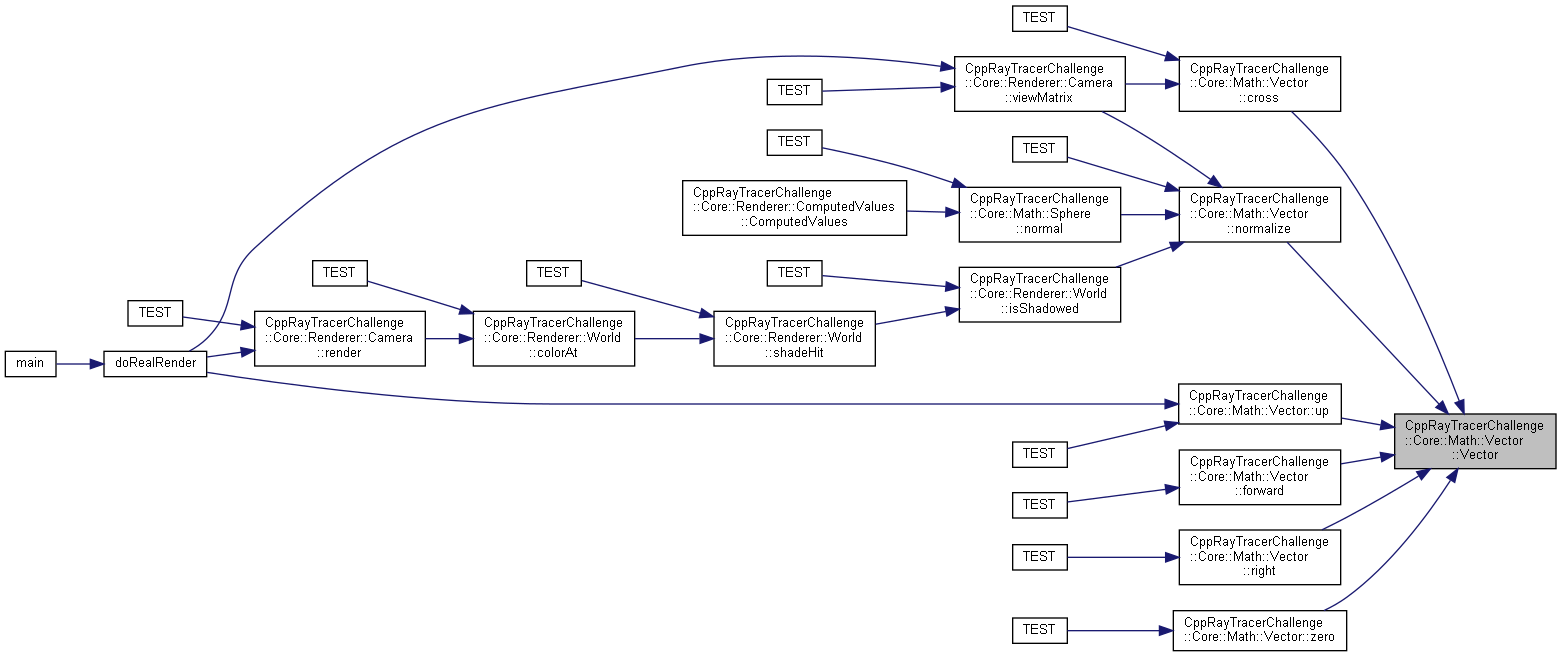 TEST
CppRayTracerChallenge
::Core::Renderer::Camera
::viewMatrix
CppRayTracerChallenge
::Core::Math::Vector
::cross
TEST
TEST
TEST
CppRayTracerChallenge
::Core::Renderer::ComputedValues
::ComputedValues
CppRayTracerChallenge
::Core::Math::Sphere
::normal
CppRayTracerChallenge
::Core::Math::Vector
::normalize
TEST
TEST
TEST
CppRayTracerChallenge
::Core::Renderer::World
::isShadowed
TEST
CppRayTracerChallenge
::Core::Renderer::Camera
::render
CppRayTracerChallenge
::Core::Renderer::World
::colorAt
CppRayTracerChallenge
::Core::Renderer::World
::shadeHit
main
doRealRender
CppRayTracerChallenge
::Core::Math::Vector::up
CppRayTracerChallenge
::Core::Math::Vector
::Vector
TEST
CppRayTracerChallenge
::Core::Math::Vector
::forward
TEST
CppRayTracerChallenge
::Core::Math::Vector
::right
TEST
CppRayTracerChallenge
::Core::Math::Vector::zero
TEST